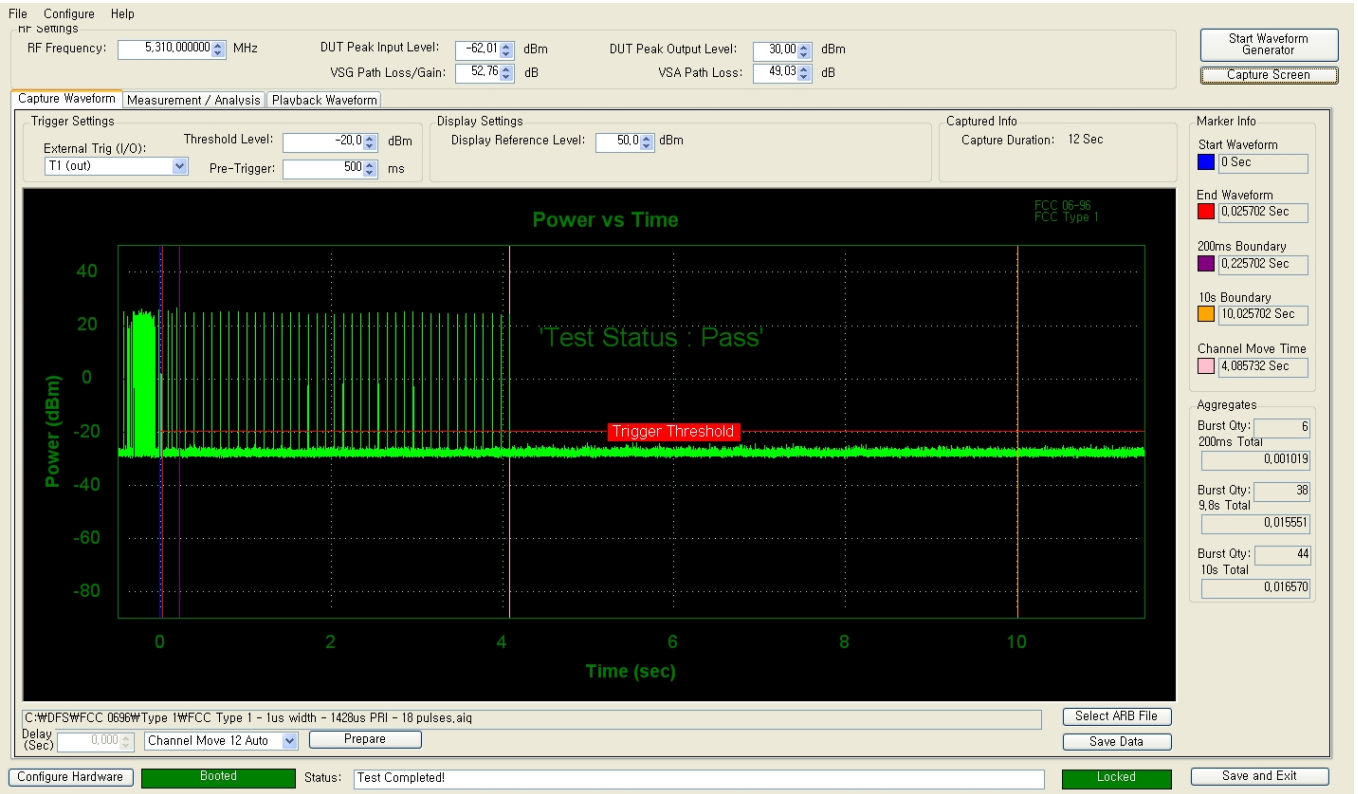 File Configure Help
RF Settings
RF Frequency: 5,310,000000 MHz DUT Peak Input Level: -62,01 dBm DUT Peak Output Level: 30,00 dBm
VSG Path Loss/Gain: 52,76 dB VSA Path Loss: 49,03 dB
Start Waveform
Generator
Capture Screen
Capture Waveform Measurement / Analysis Playback Waveform
Trigger Settings
External Trig (I/O):
T1 (out)
Threshold Level: -20,0 dBm
Pre-Trigger: 500 ms
Display Settings
Display Reference Level: 50,0 dBm
Captured Info
Capture Duration: 12 Sec
Marker Info
Start Waveform
0 Sec
End Waveform
0,025702 Sec
200ms Boundary
0,225702 Sec
10s Boundary
10,025702 Sec
Channel Move Time
4,085732 Sec
Aggregates
Burst Qty: 6
200ms Total
0,001019
Burst Qty: 38
9,8s Total
0,015551
Burst Qty: 44
10s Total
0,016570
Power vs Time
FCC 06-96
FCC Type 1
'Test Status : Pass'
Trigger Threshold
Power (dBm)
40
20
0
-20
-40
-60
-80
0 2 4 6 8 10
Time (sec)
C:₩DFS₩FCC 0696₩Type 1₩FCC Type 1 - 1us width - 1428us PRI - 18 pulses,aiq
Select ARB File
Delay
(Sec) 0,000 Channel Move 12 Auto Prepare
Save Data
Configure Hardware Booted Status: Test Completed! Locked Save and Exit